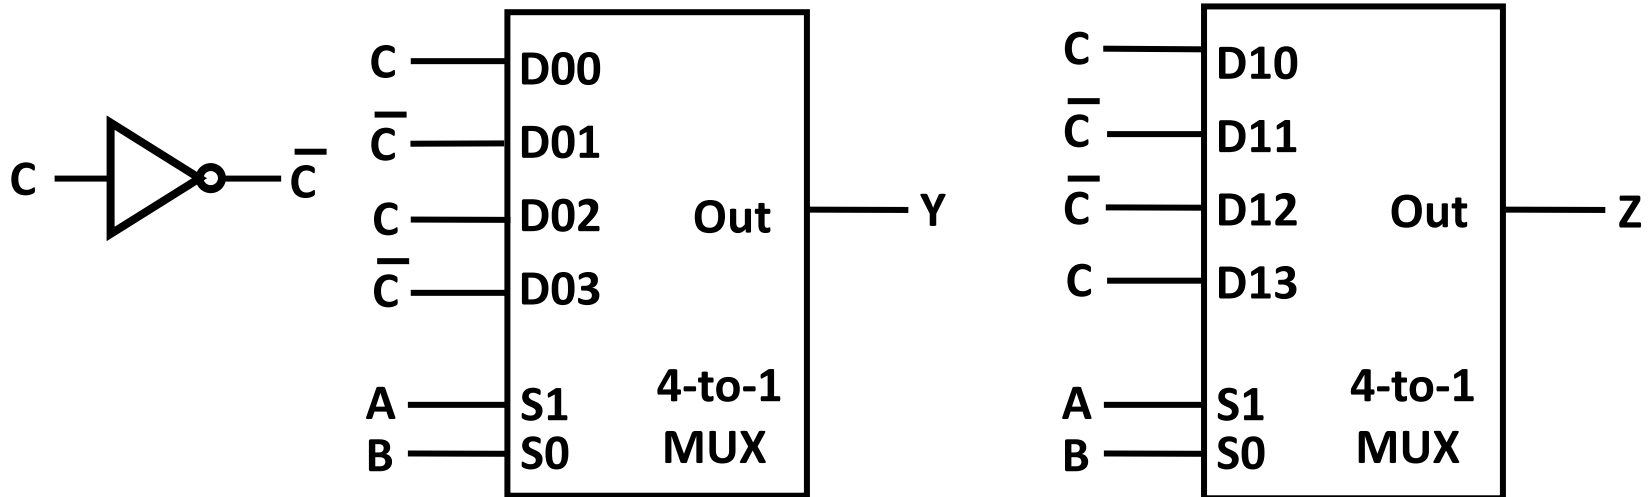 C
C̅
C
C̅
C
C̅
A
B
D00
D01
D02
D03
S1
S0
Out
4-to-1
MUX
Y
C
C̅
C̅
C
A
B
D10
D11
D12
D13
S1
S0
Out
4-to-1
MUX
Z